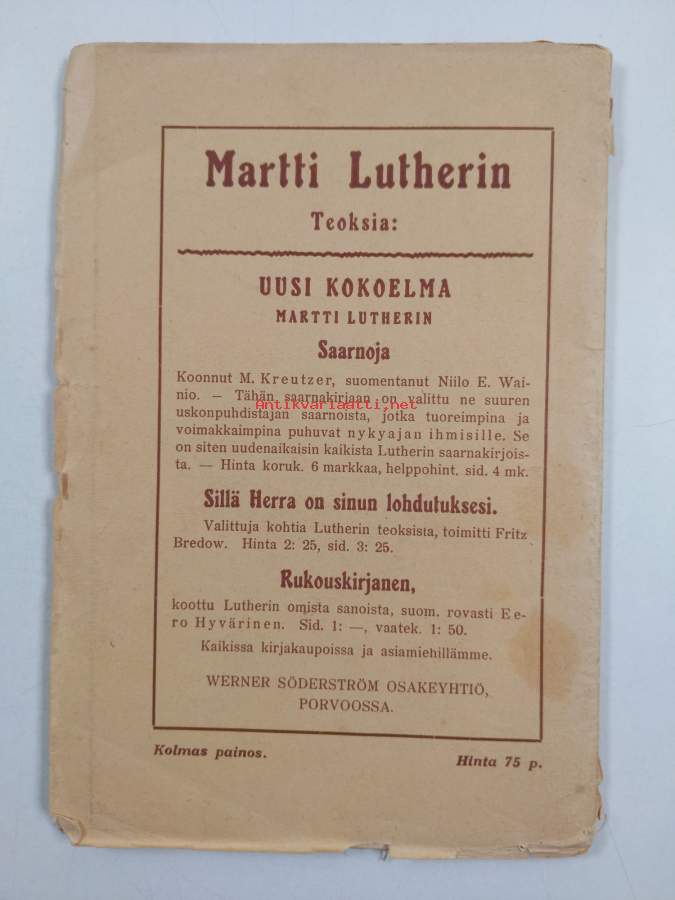 Martti Lutherin
Teoksia:
UUSI KOKOELMA
MARTTI LUTHERIN
Saarnoja
Koonnut M. Kreutzer, suomentanut Niilo E. Wai-
nio. — Tähän saarnakirjaan on valittu ne suuren
Antikvariaatti.net
uskonpuhdistajan saarnoista, jotka tuoreimpina ja
voimakkaimpina puhuvat nykyajan ihmisille. Se
on siten uudenaikaisin kaikista Lutherin saarnakirjois-
ta. — Hinta koruk. 6 markkaa, helppohint. sid. 4 mk.
Sillä Herra on sinun lohdutuksesi.
Valittuja kohtia Lutherin teoksista, toimitti Fritz
Bredow. Hinta 2: 25, sid. 3: 25.
Rukouskirjanen,
koottu Lutherin omista sanoista, suom. rovasti Ee-
ro Hyvärinen. Sid. 1: —, vaatek. 1: 50.
Kaikissa kirjakaupoissa ja asiamiehillämme.
WERNER SÖDERSTRÖM OSAKEYHTIÖ,
PORVOOSSA.
Kolmas painos.
Hinta 75 p.